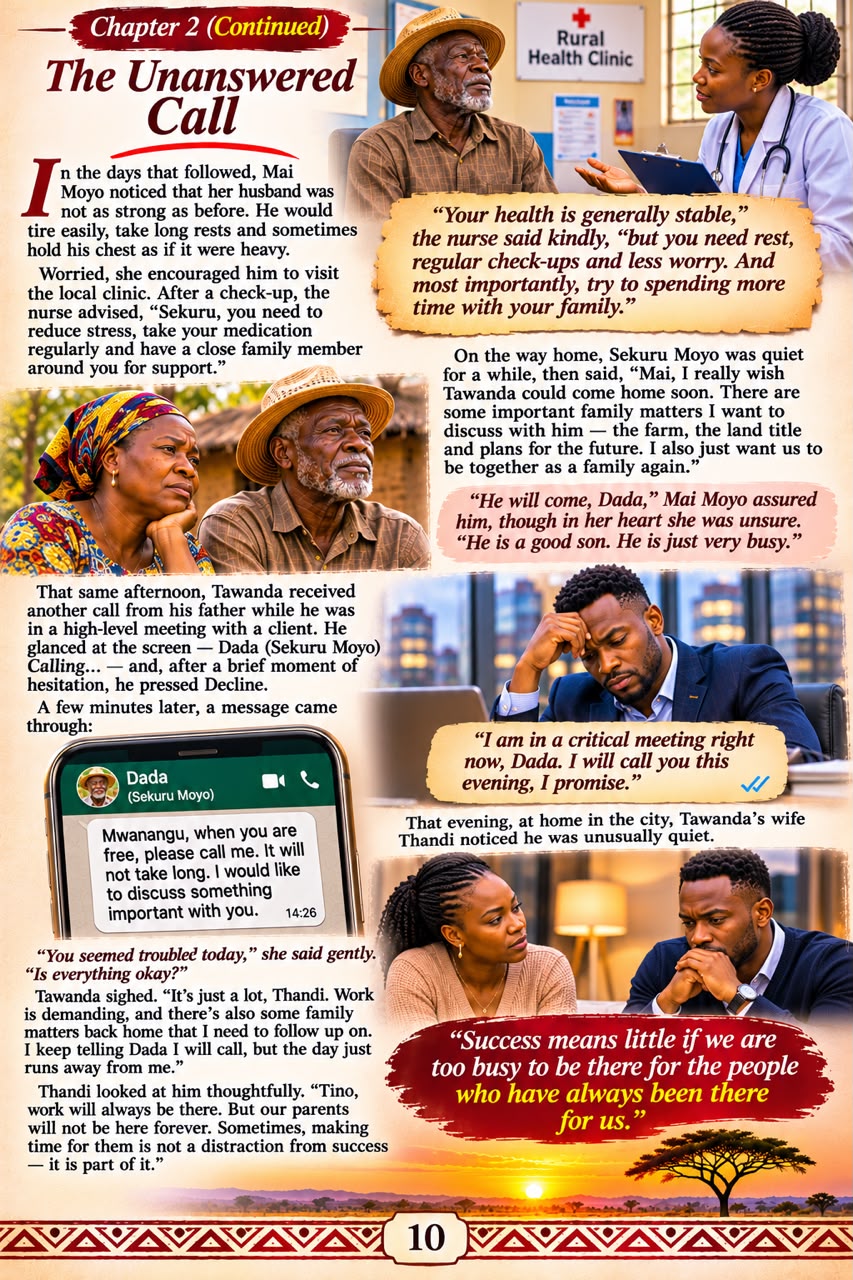 Chapter 2 (Continued)
The Unanswered
Call
In the days that followed, Mai
Moyo noticed that her husband was
not as strong as before. He would
tire easily, take long rests and sometimes
hold his chest as if it were heavy.
Worried, she encouraged him to visit
the local clinic. After a check-up, the
nurse advised, “Sekuru, you need to
reduce stress, take your medication
regularly and have a close family member
around you for support.”
Rural
Health Clinic
“Your health is generally stable,”
the nurse said kindly, “but you need rest,
regular check-ups and less worry. And
most importantly, try to spending more
time with your family.”
On the way home, Sekuru Moyo was quiet
for a while, then said, “Mai, I really wish
Tawanda could come home soon. There are
some important family matters I want to
discuss with him — the farm, the land title
and plans for the future. I also just want us to
be together as a family again.”
“He will come, Dada,” Mai Moyo assured
him, though in her heart she was unsure.
“He is a good son. He is just very busy.”
That same afternoon, Tawanda received
another call from his father while he was
in a high-level meeting with a client. He
glanced at the screen — Dada (Sekuru Moyo)
Calling... — and, after a brief moment of
hesitation, he pressed Decline.
A few minutes later, a message came
through:
Dada
(Sekuru Moyo)
Mwanangu, when you are
free, please call me. It will
not take long. I would like
to discuss something
important with you.
14:26
“I am in a critical meeting right
now, Dada. I will call you this
evening, I promise.”
That evening, at home in the city, Tawanda’s wife
Thandi noticed he was unusually quiet.
“You seemed troubled today,” she said gently.
“Is everything okay?”
Tawanda sighed. “It’s just a lot, Thandi. Work
is demanding, and there’s also some family
matters back home that I need to follow up on.
I keep telling Dada I will call, but the day just
runs away from me.”
Thandi looked at him thoughtfully. “Tino,
work will always be there. But our parents
will not be here forever. Sometimes, making
time for them is not a distraction from success
— it is part of it.”
“Success means little if we are
too busy to be there for the people
who have always been there
for us.”
10